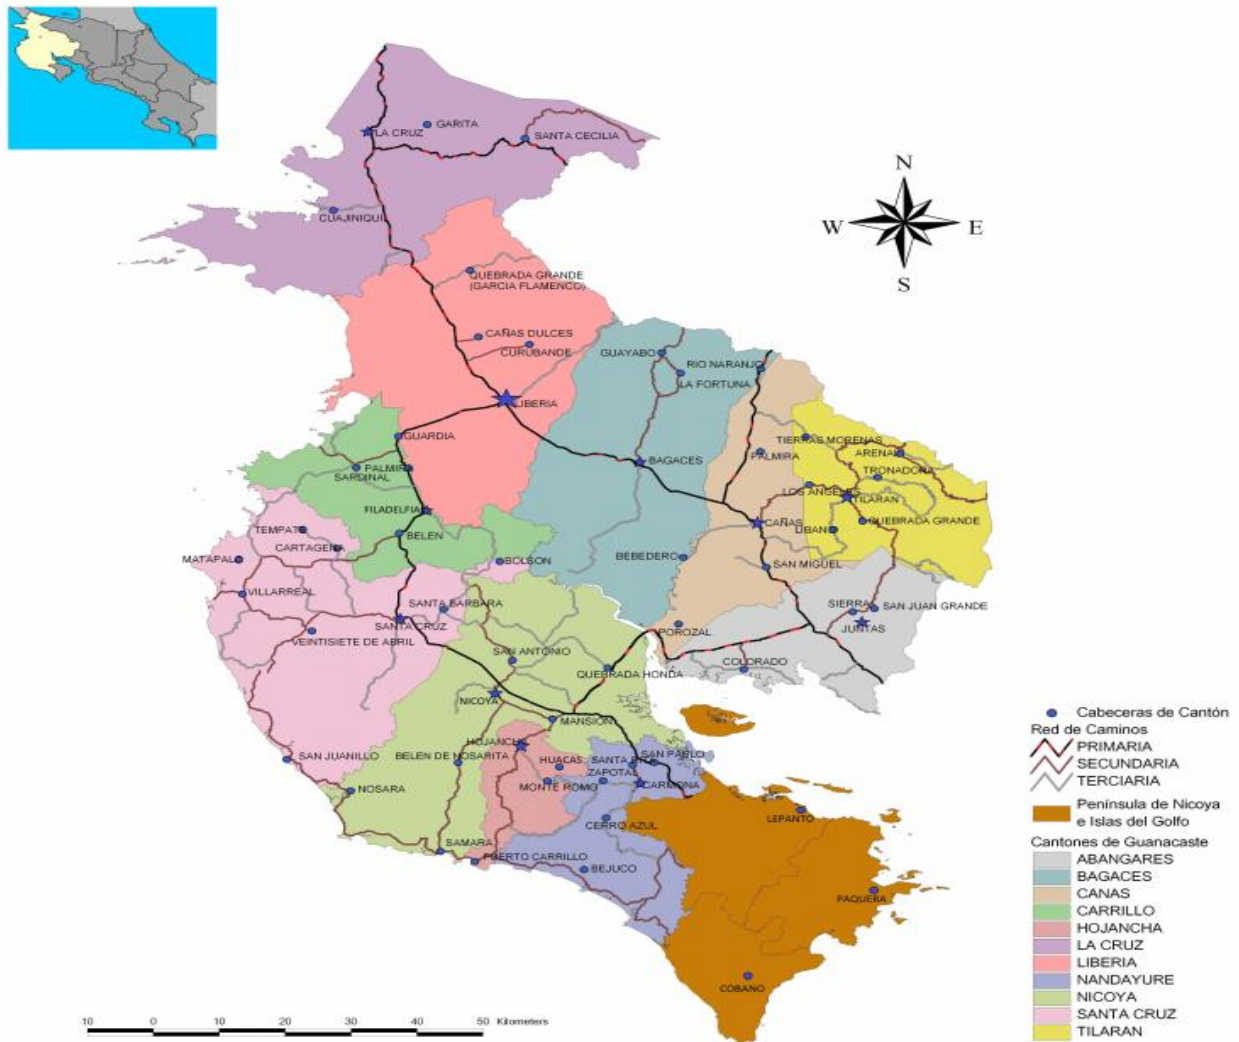 GARITA
LA CRUZ
SANTA CECILIA
N
W
E
S
CUAJINIQUI
QUEBRADA GRANDE
(GARCIA FLAMENCO)
CAÑAS DULCES
CURUBANDE
GUAYABO
RIO NARANJO
LA FORTUNA
LIBERIA
GUARDIA
TIERRAS MORENAS
PALMIRA
ARENAL
BAGACES
PALMIRA
SARDINAL
TRONADORA
LOS ANGELES
TILARAN
FILADELFIA
CAÑAS
LIBANO
QUEBRADA GRANDE
TEMPATE
BELEN
CARTAGENA
MATAPALO
BOLSON
BEBEDERO
SAN MIGUEL
VILLARREAL
SANTA BARBARA
SIERRA
SAN JUAN GRANDE
SANTA CRUZ
JUNTAS
POROZAL
VEINTISIETE DE ABRIL
SAN ANTONIO
COLORADO
QUEBRADA HONDA
NICOYA
MANSION
HOJANCHA
SAN JUANILLO
BELEN DE NOSARITA
HUACAS
SANTA RITA
SAN PABLO
ZAPOTAL
MONTE ROMO
CARMONA
NOSARA
CERRO AZUL
LEPANTO
SAMARA
PUERTO CARRILLO
BEJUCO
PAQUERA
COBANO
Cabeceras de Cantón
Red de Caminos
PRIMARIA
SECUNDARIA
TERCIARIA
Península de Nicoya
e Islas del Golfo
Cantones de Guanacaste
ABANGARES
BAGACES
CANAS
CARRILLO
HOJANCHA
LA CRUZ
LIBERIA
NANDAYURE
NICOYA
SANTA CRUZ
TILARAN
10 0 10 20 30 40 50 Kilometers